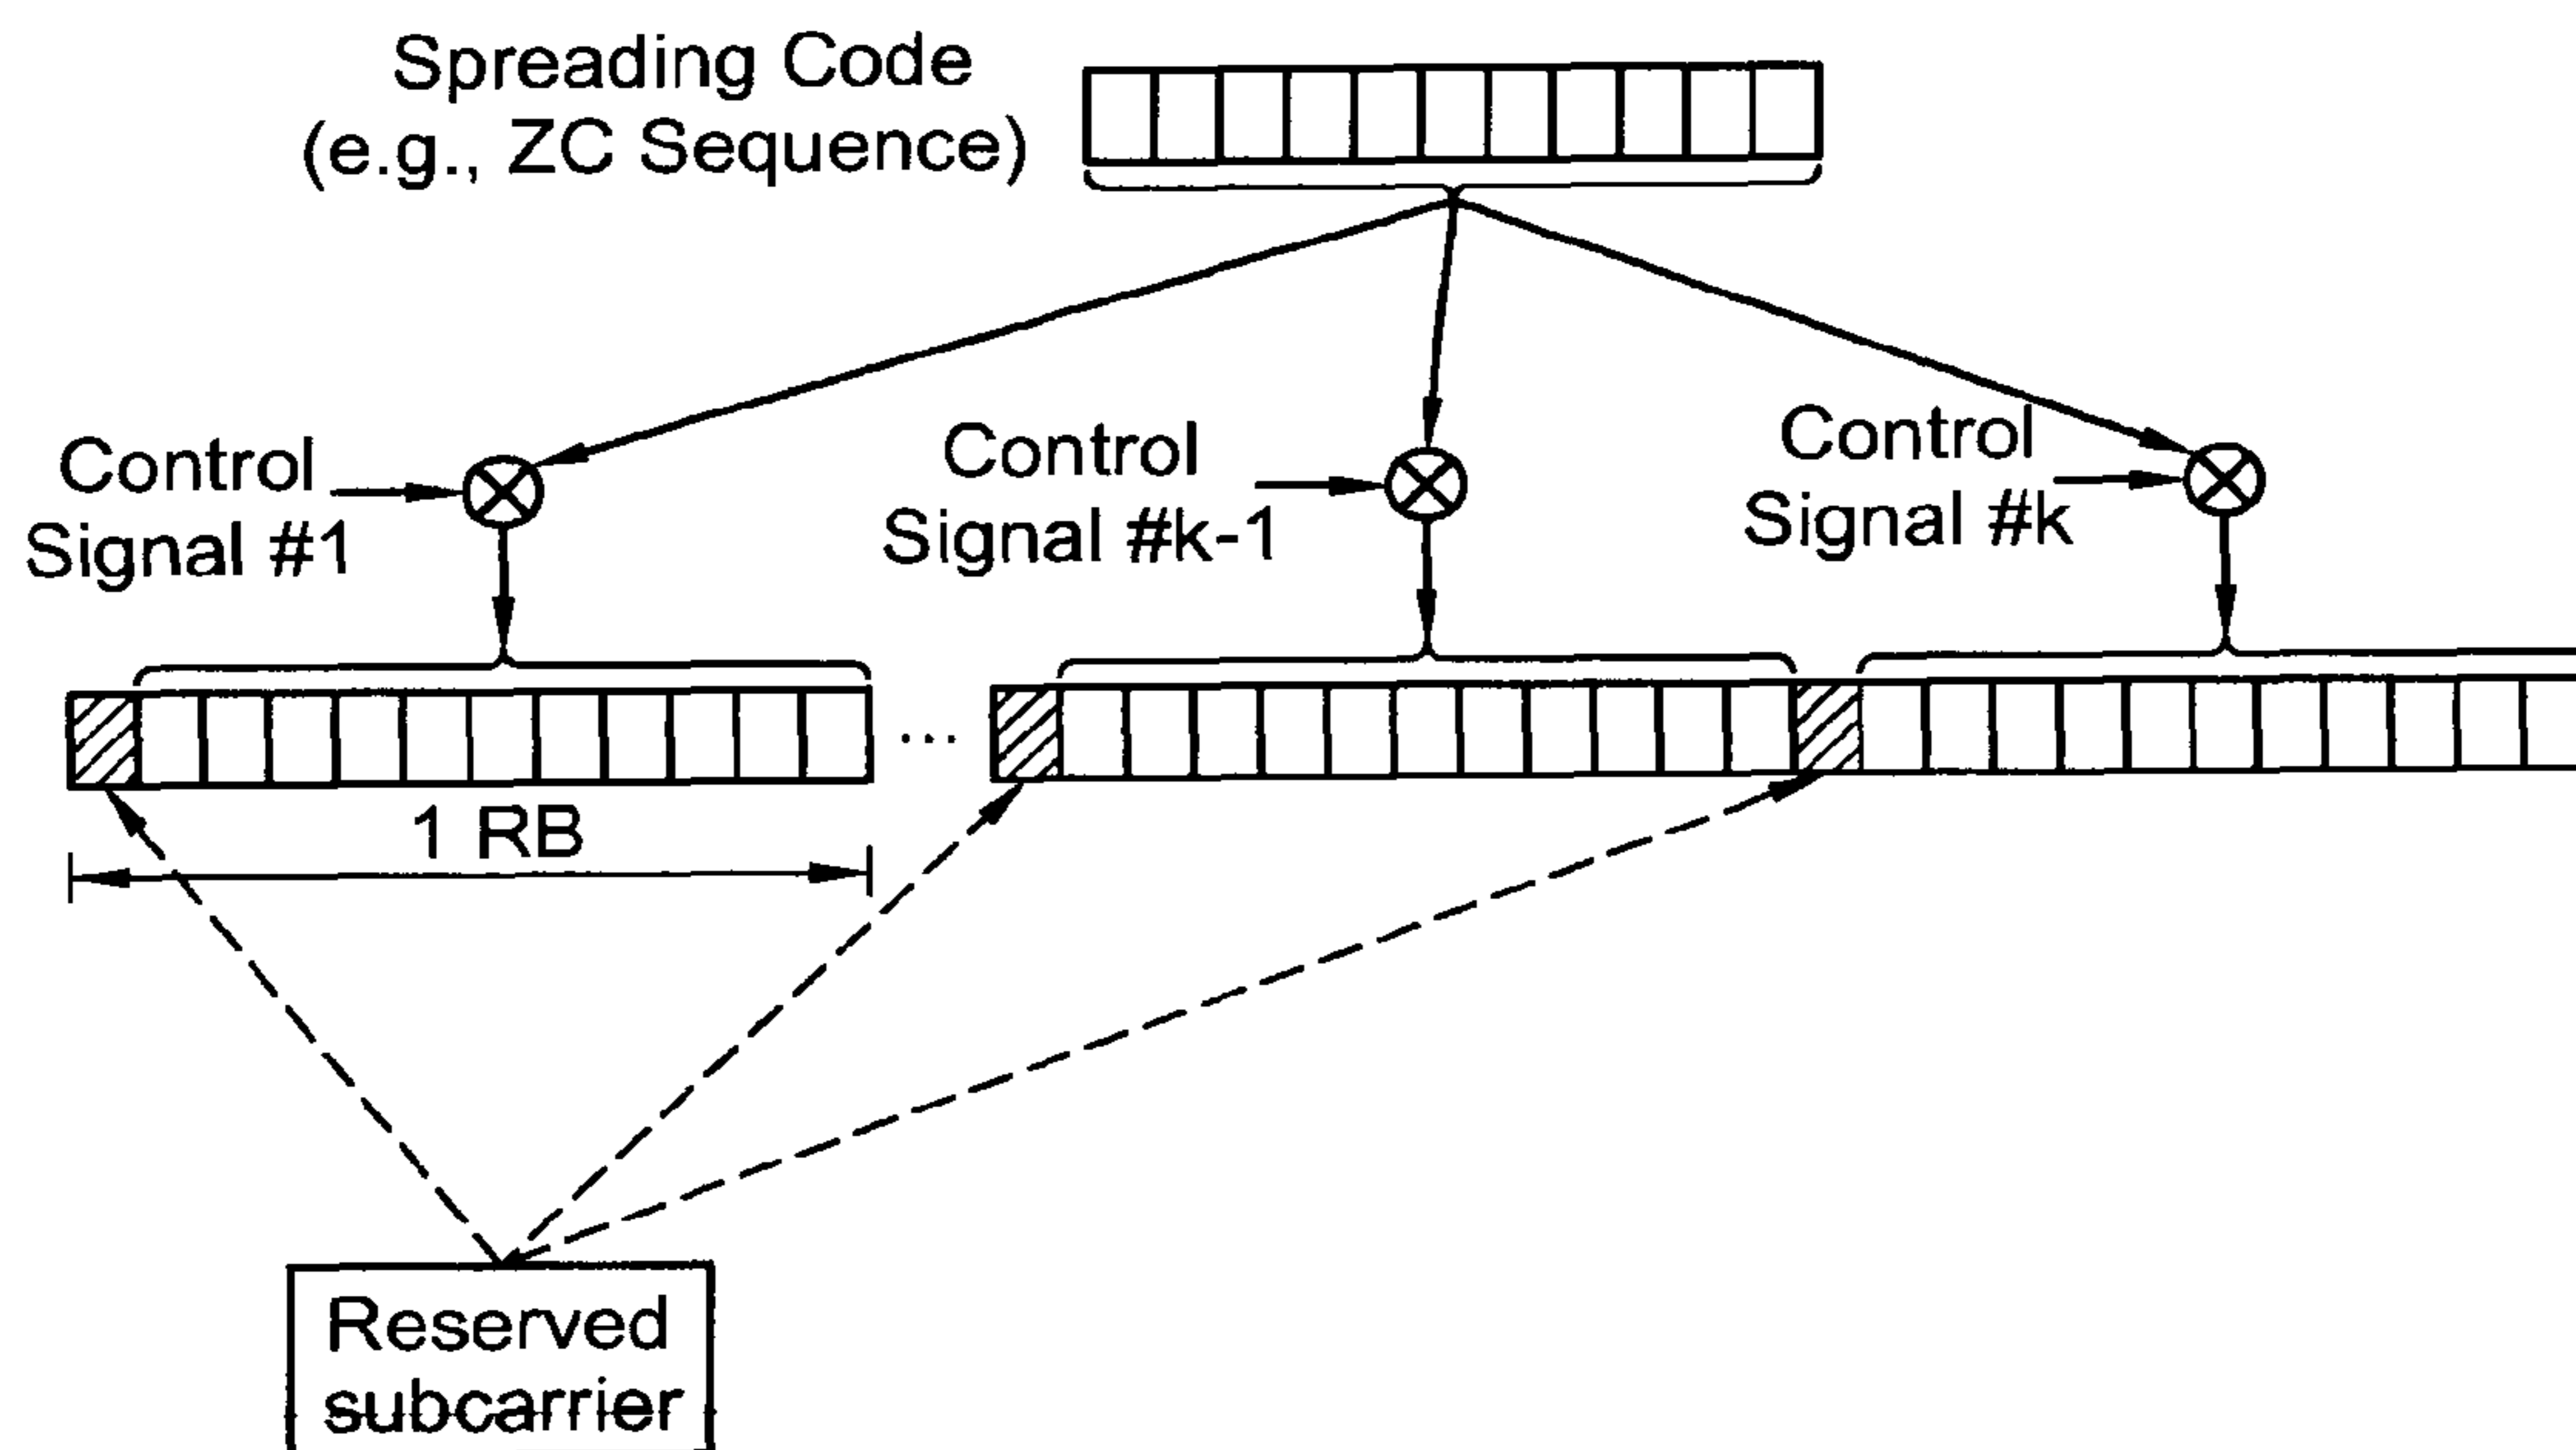 Spreading Code
(e.g., ZC Sequence)
Control
Signal #1
Control
Signal #k-1
Control
Signal #k
...
1 RB
Reserved
subcarrier